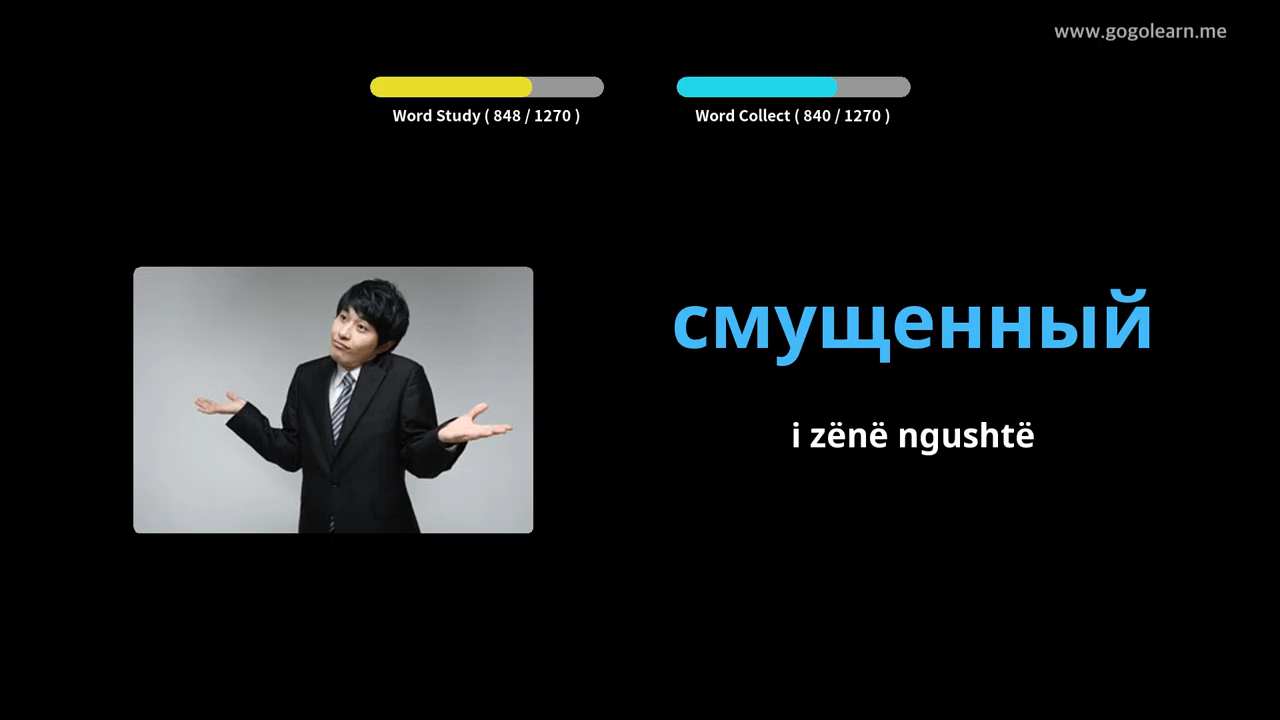 www.gogolearn.me
Word Study ( 848 / 1270 )
Word Collect ( 840 / 1270 )
смущенный
i zënë ngushtë